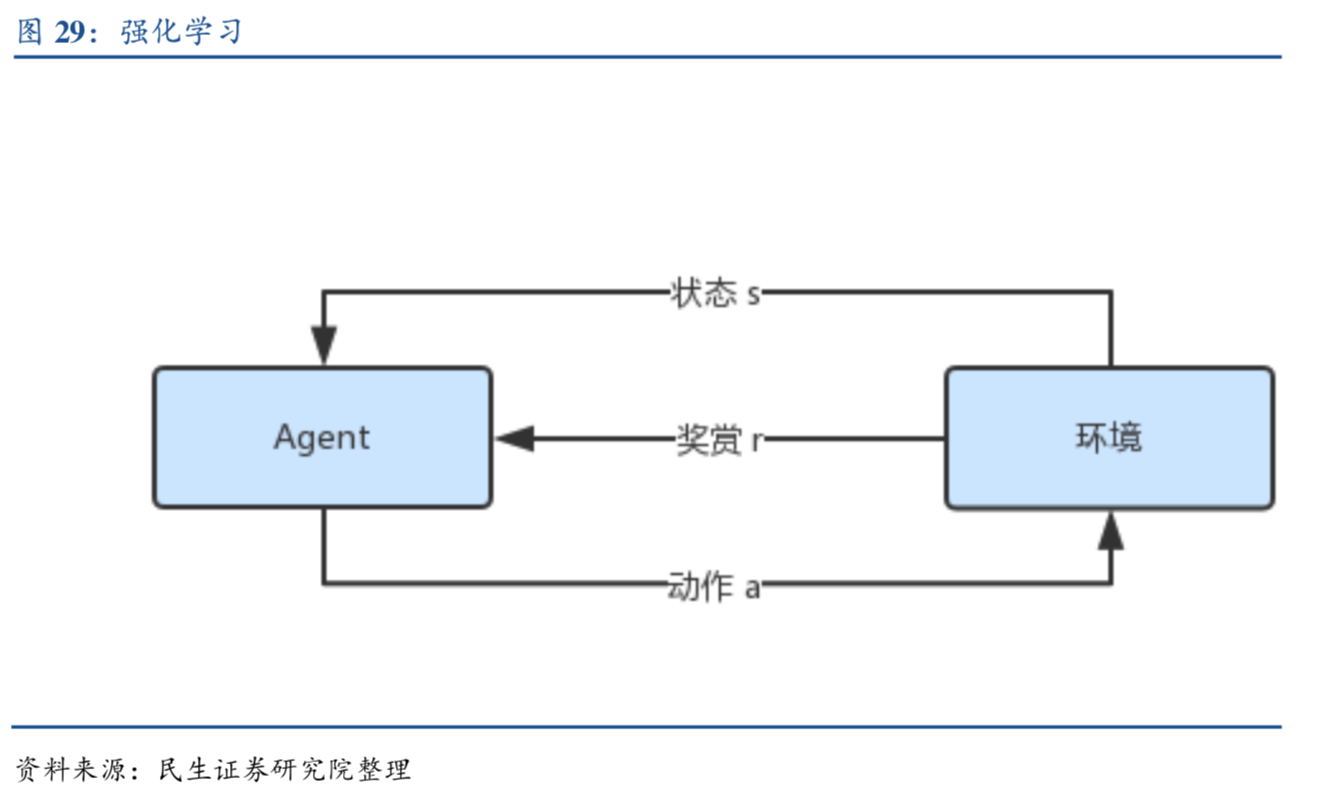 图 29：强化学习
状态 s
Agent
奖赏 r
环境
动作 a
资料来源：民生证券研究院整理